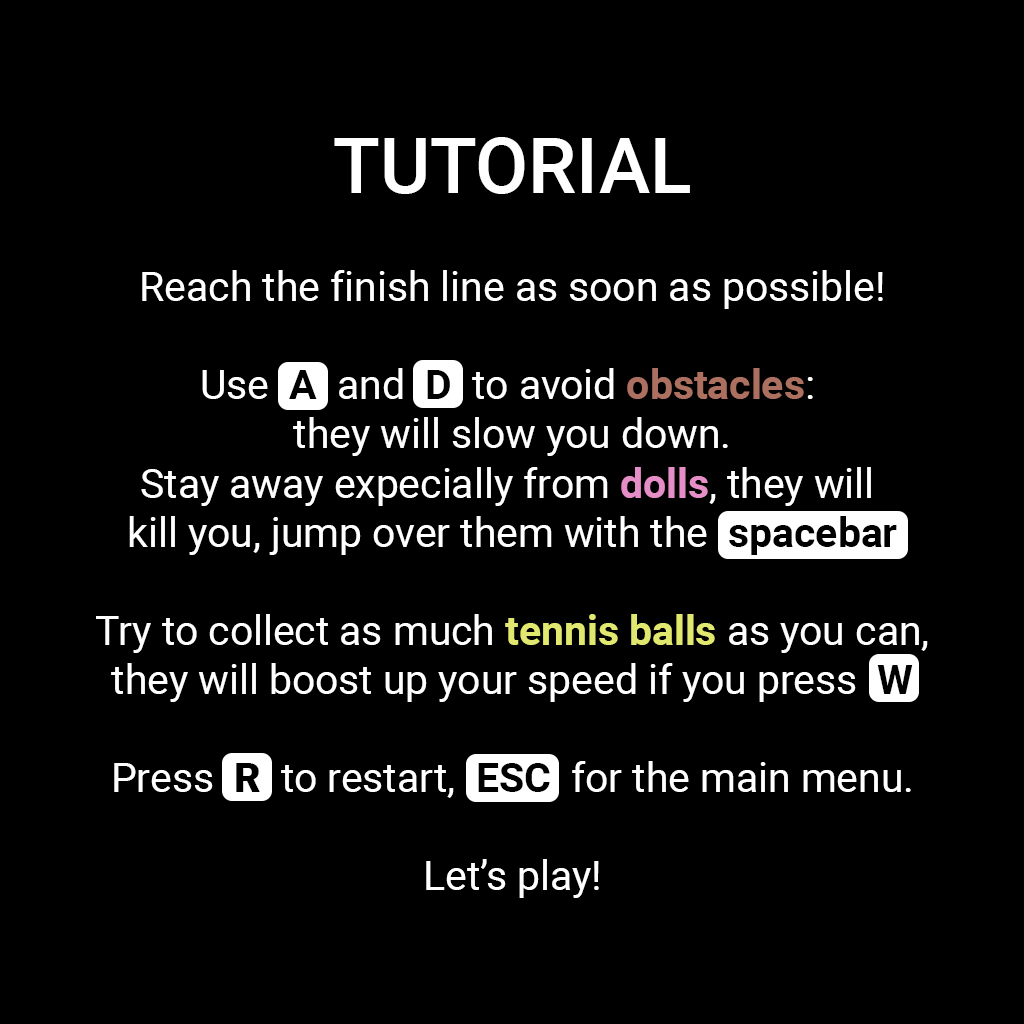 TUTORIAL
Reach the finish line as soon as possible!
Use A and D to avoid obstacles:
they will slow you down.
Stay away expecially from dolls, they will
kill you, jump over them with the spacebar
Try to collect as much tennis balls as you can,
they will boost up your speed if you press W
Press R to restart, ESC for the main menu.
Let’s play!